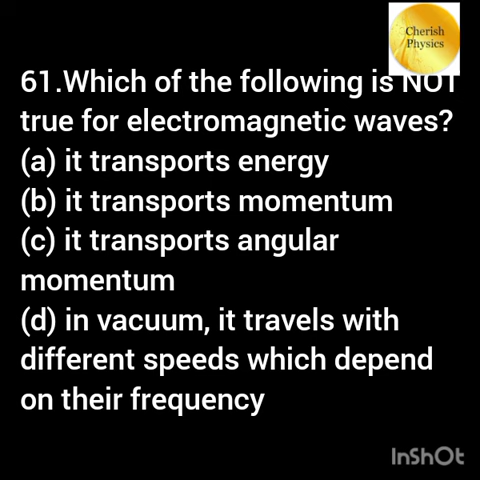 Cherish
Physics
61.Which of the following is NOT
true for electromagnetic waves?
(a) it transports energy
(b) it transports momentum
(c) it transports angular
momentum
(d) in vacuum, it travels with
different speeds which depend
on their frequency
InShOt